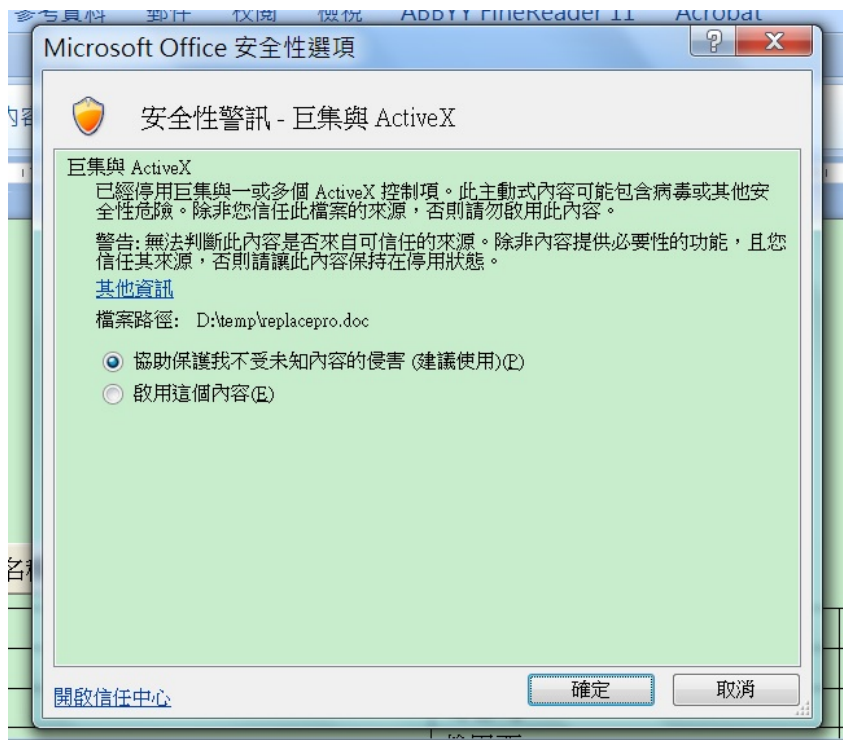 參考資料 郵件 校閱 檢視 ABBYY FineReader 11 Acrobat
Microsoft Office 安全性選項
安全性警訊 - 巨集與 ActiveX
巨集與 ActiveX
已經停用巨集與一或多個 ActiveX 控制項。此主動式內容可能包含病毒或其他安
全性危險。除非您信任此檔案的來源，否則請勿啟用此內容。
警告: 無法判斷此內容是否來自可信任的來源。除非內容提供必要性的功能，且您
信任其來源，否則請讓此內容保持在停用狀態。
其他資訊
檔案路徑: D:\temp\replacepro.doc
協助保護我不受未知內容的侵害 (建議使用)(P)
啟用這個內容(E)
開啟信任中心
確定
取消